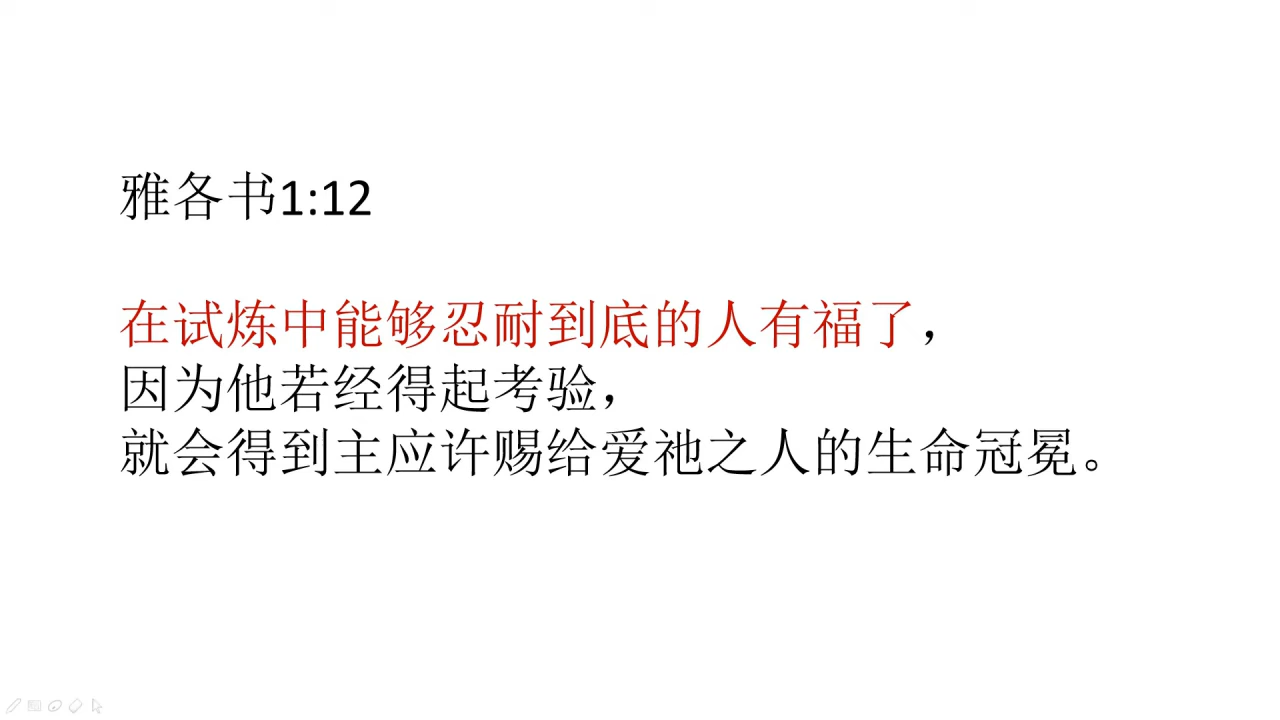 雅各书1:12
在试炼中能够忍耐到底的人有福了，
因为他若经得起考验，
就会得到主应许赐给爱祂之人的生命冠冕。